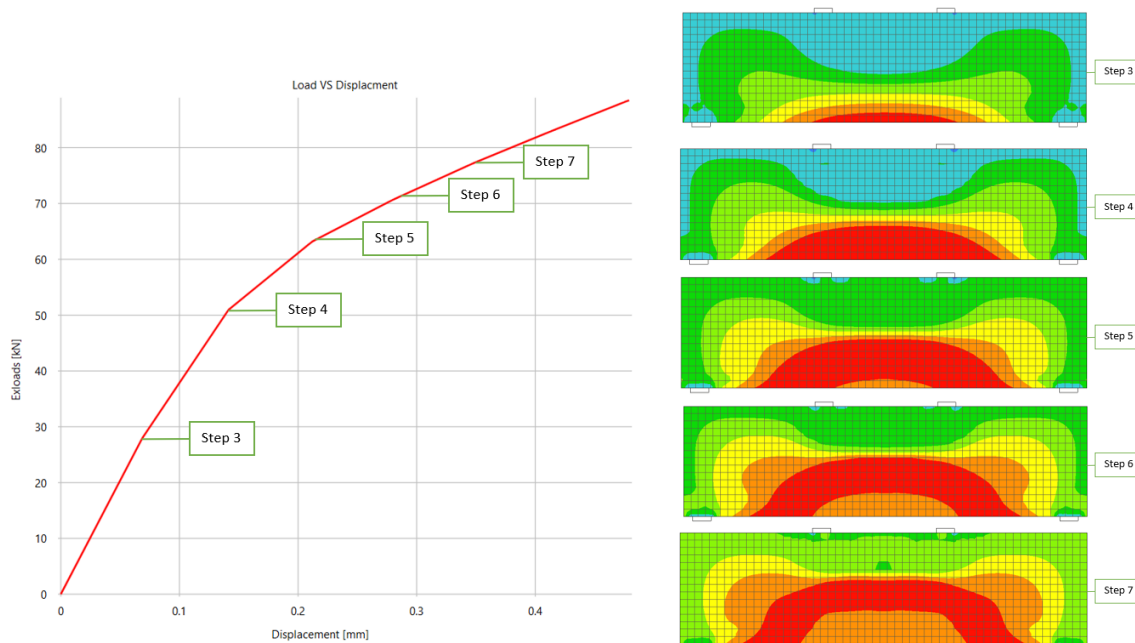 Load VS Displacment
Exloads [kN]
80
70
60
50
40
30
20
10
0
0
0.1
0.2
0.3
0.4
Displacement [mm]
Step 7
Step 6
Step 5
Step 4
Step 3
Step 3
Step 4
Step 5
Step 6
Step 7